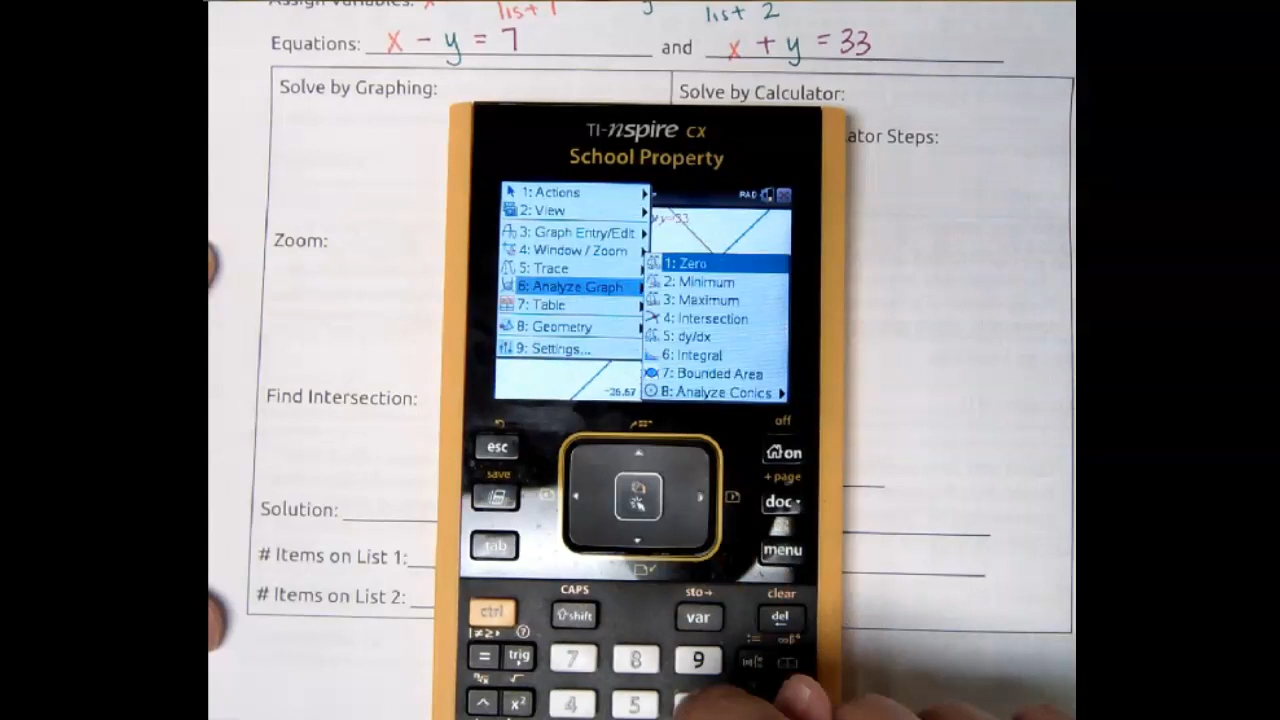 Assign Variables: x
list 1 y list 2
Equations: x - y = 7 and x + y = 33
Solve by Graphing:
Solve by Calculator:
ator Steps:
Zoom:
Find Intersection:
Solution:
# Items on List 1:
# Items on List 2:
TI-nspire CX
School Property
1: Actions
2: View
3: Graph Entry/Edit
4: Window / Zoom
5: Trace
6: Analyze Graph
7: Table
8: Geometry
9: Settings...
RAD
y=33
1: Zero
2: Minimum
3: Maximum
4: Intersection
5: dy/dx
6: Integral
7: Bounded Area
8: Analyze Conics
-26.67
off
esc
on
save
+page
doc
tab
menu
CAPS
sto→
clear
ctrl
shift
var
del
=
trig
7
8
9
^
x²
4
5